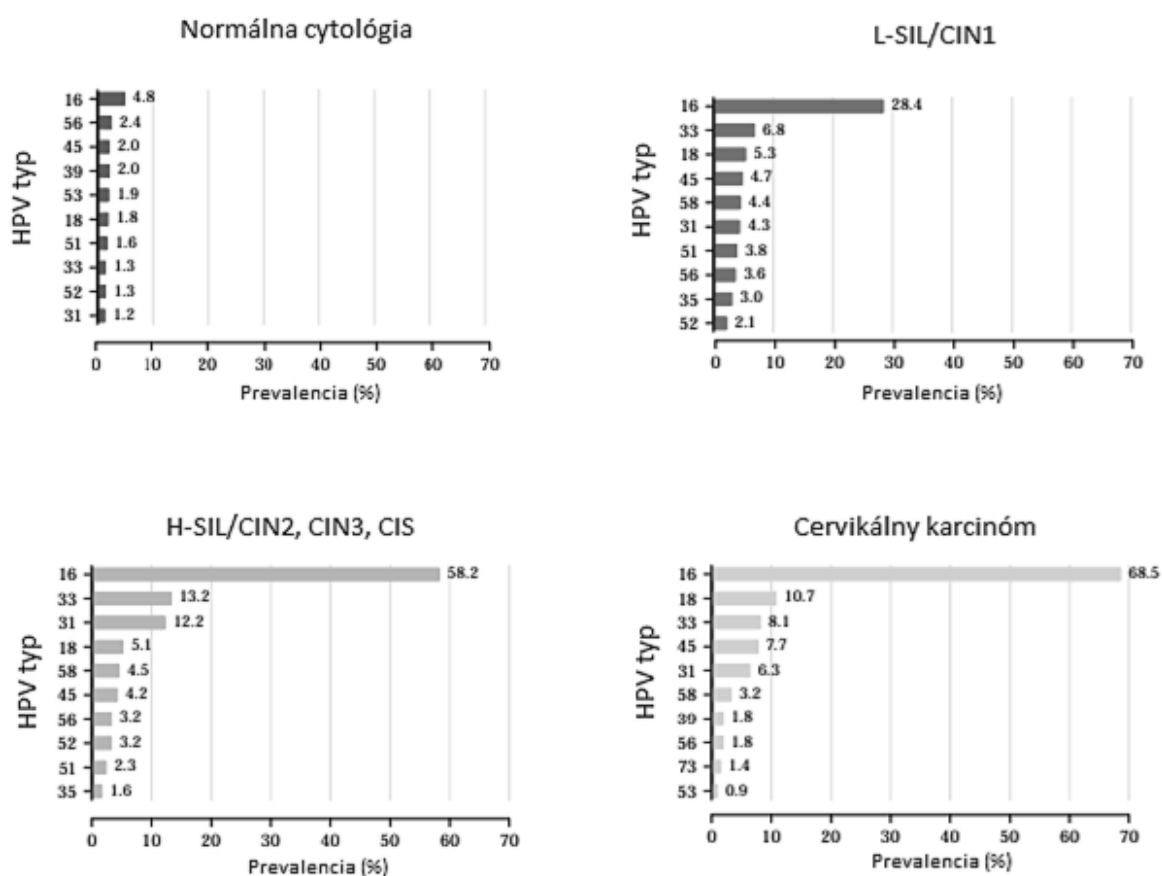 Normálna cytológia
HPV typ
16 4.8
56 2.4
45 2.0
39 2.0
53 1.9
18 1.8
51 1.6
33 1.3
52 1.3
31 1.2
0 10 20 30 40 50 60 70
Prevalencia (%)
L-SIL/CIN1
HPV typ
16 28.4
33 6.8
18 5.3
45 4.7
58 4.4
31 4.3
51 3.8
56 3.6
35 3.0
52 2.1
0 10 20 30 40 50 60 70
Prevalencia (%)
H-SIL/CIN2, CIN3, CIS
HPV typ
16 58.2
33 13.2
31 12.2
18 5.1
58 4.5
45 4.2
56 3.2
52 3.2
51 2.3
35 1.6
0 10 20 30 40 50 60 70
Prevalencia (%)
Cervikálny karcinóm
HPV typ
16 68.5
18 10.7
33 8.1
45 7.7
31 6.3
58 3.2
39 1.8
56 1.8
73 1.4
53 0.9
0 10 20 30 40 50 60 70
Prevalencia (%)